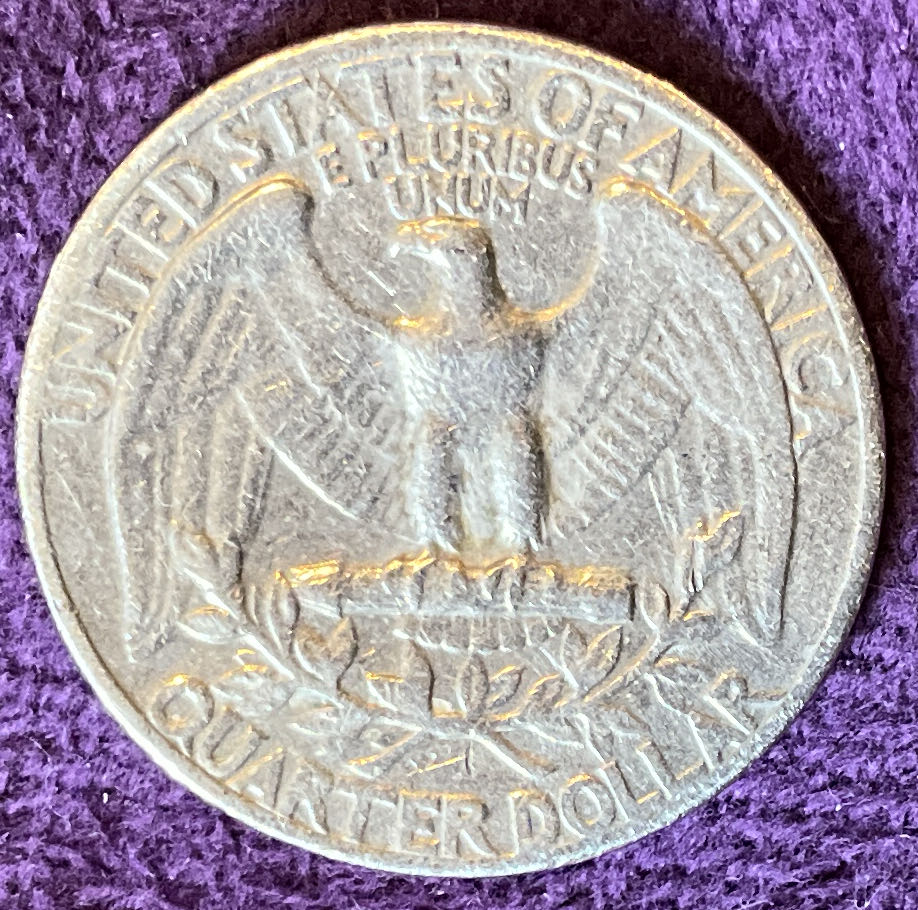 UNITED STATES OF AMERICA
E PLURIBUS
UNUM
QUARTER DOLLAR